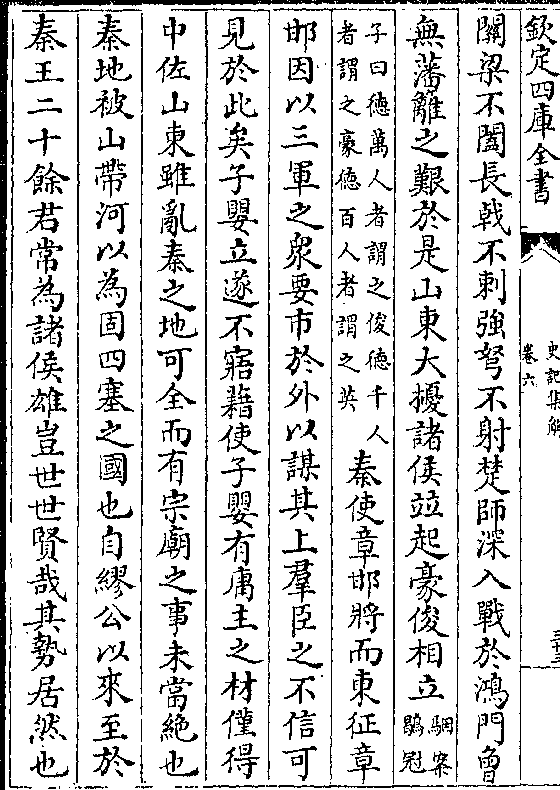 欽定四庫全書
史記集解
卷六
三十三
關梁不闔長戟不刺強弩不射楚師深入戰於鴻門曾
無藩籬之艱於是山東大擾諸侯並起豪俊相立駰案鶡冠
子曰德萬人者謂之俊德千人者謂之豪德百人者謂之英秦使章邯將而東征章
邯因以三軍之衆要市於外以謀其上羣臣之不信可
見於此矣子嬰立遂不寤藉使子嬰有庸主之材僅得
中佐山東雖亂秦之地可全而有宗廟之事未當絶也
秦地被山帶河以為固四塞之國也自繆公以來至於
秦王二十餘君常為諸侯雄豈世世賢哉其勢居然也